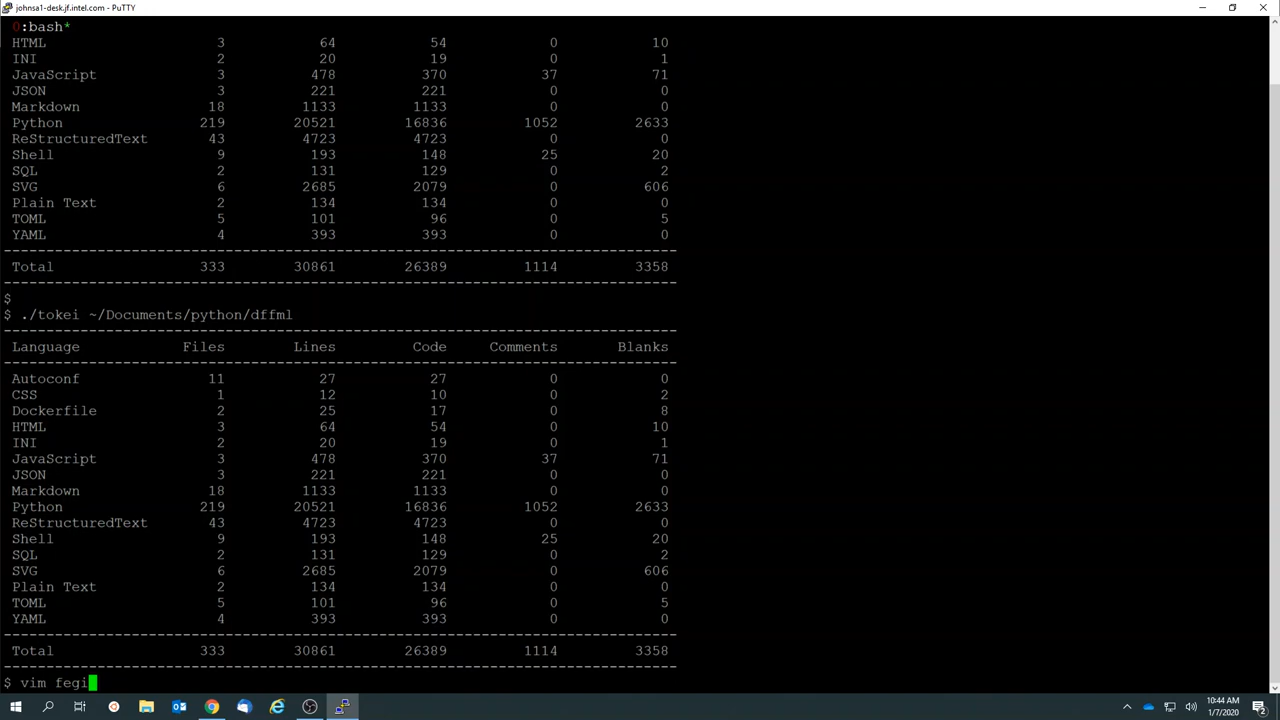 johnsa1-desk.jf.intel.com - PuTTY
0:bash*
HTML 3 64 54 0 10
INI 2 20 19 0 1
JavaScript 3 478 370 37 71
JSON 3 221 221 0 0
Markdown 18 1133 1133 0 0
Python 219 20521 16836 1052 2633
ReStructuredText 43 4723 4723 0 0
Shell 9 193 148 25 20
SQL 2 131 129 0 2
SVG 6 2685 2079 0 606
Plain Text 2 134 134 0 0
TOML 5 101 96 0 5
YAML 4 393 393 0 0
-------------------------------------------------------------------------------
Total 333 30861 26389 1114 3358
-------------------------------------------------------------------------------
$
$ ./tokei ~/Documents/python/dffml
-------------------------------------------------------------------------------
Language Files Lines Code Comments Blanks
-------------------------------------------------------------------------------
Autoconf 11 27 27 0 0
CSS 1 12 10 0 2
Dockerfile 2 25 17 0 8
HTML 3 64 54 0 10
INI 2 20 19 0 1
JavaScript 3 478 370 37 71
JSON 3 221 221 0 0
Markdown 18 1133 1133 0 0
Python 219 20521 16836 1052 2633
ReStructuredText 43 4723 4723 0 0
Shell 9 193 148 25 20
SQL 2 131 129 0 2
SVG 6 2685 2079 0 606
Plain Text 2 134 134 0 0
TOML 5 101 96 0 5
YAML 4 393 393 0 0
-------------------------------------------------------------------------------
Total 333 30861 26389 1114 3358
-------------------------------------------------------------------------------
$ vim fegi
10:44 AM
1/7/2020
2